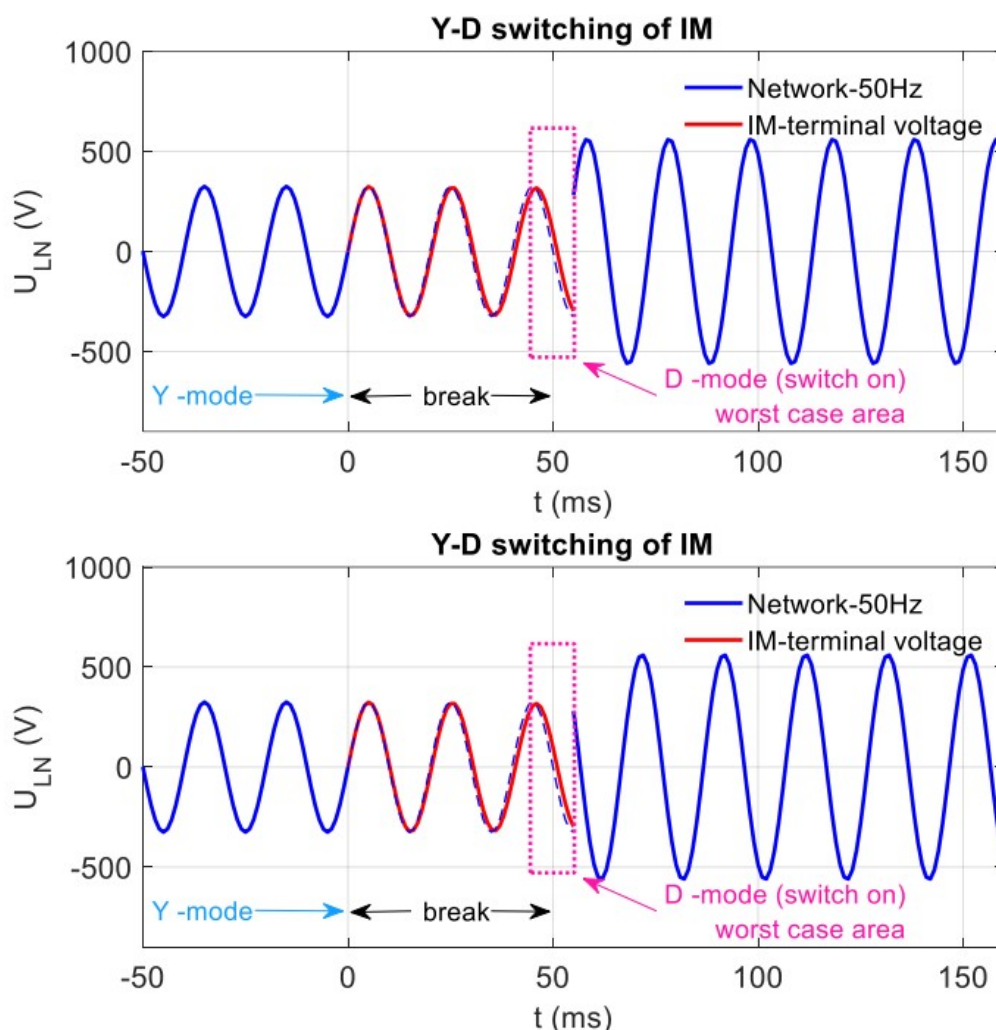 Y-D switching of IM
1000
500
0
-500
U_LN (V)
Network-50Hz
IM-terminal voltage
Y -mode
break
D -mode (switch on)
worst case area
-50
0
50
100
150
t (ms)
Y-D switching of IM
1000
500
0
-500
U_LN (V)
Network-50Hz
IM-terminal voltage
Y -mode
break
D -mode (switch on)
worst case area
-50
0
50
100
150
t (ms)